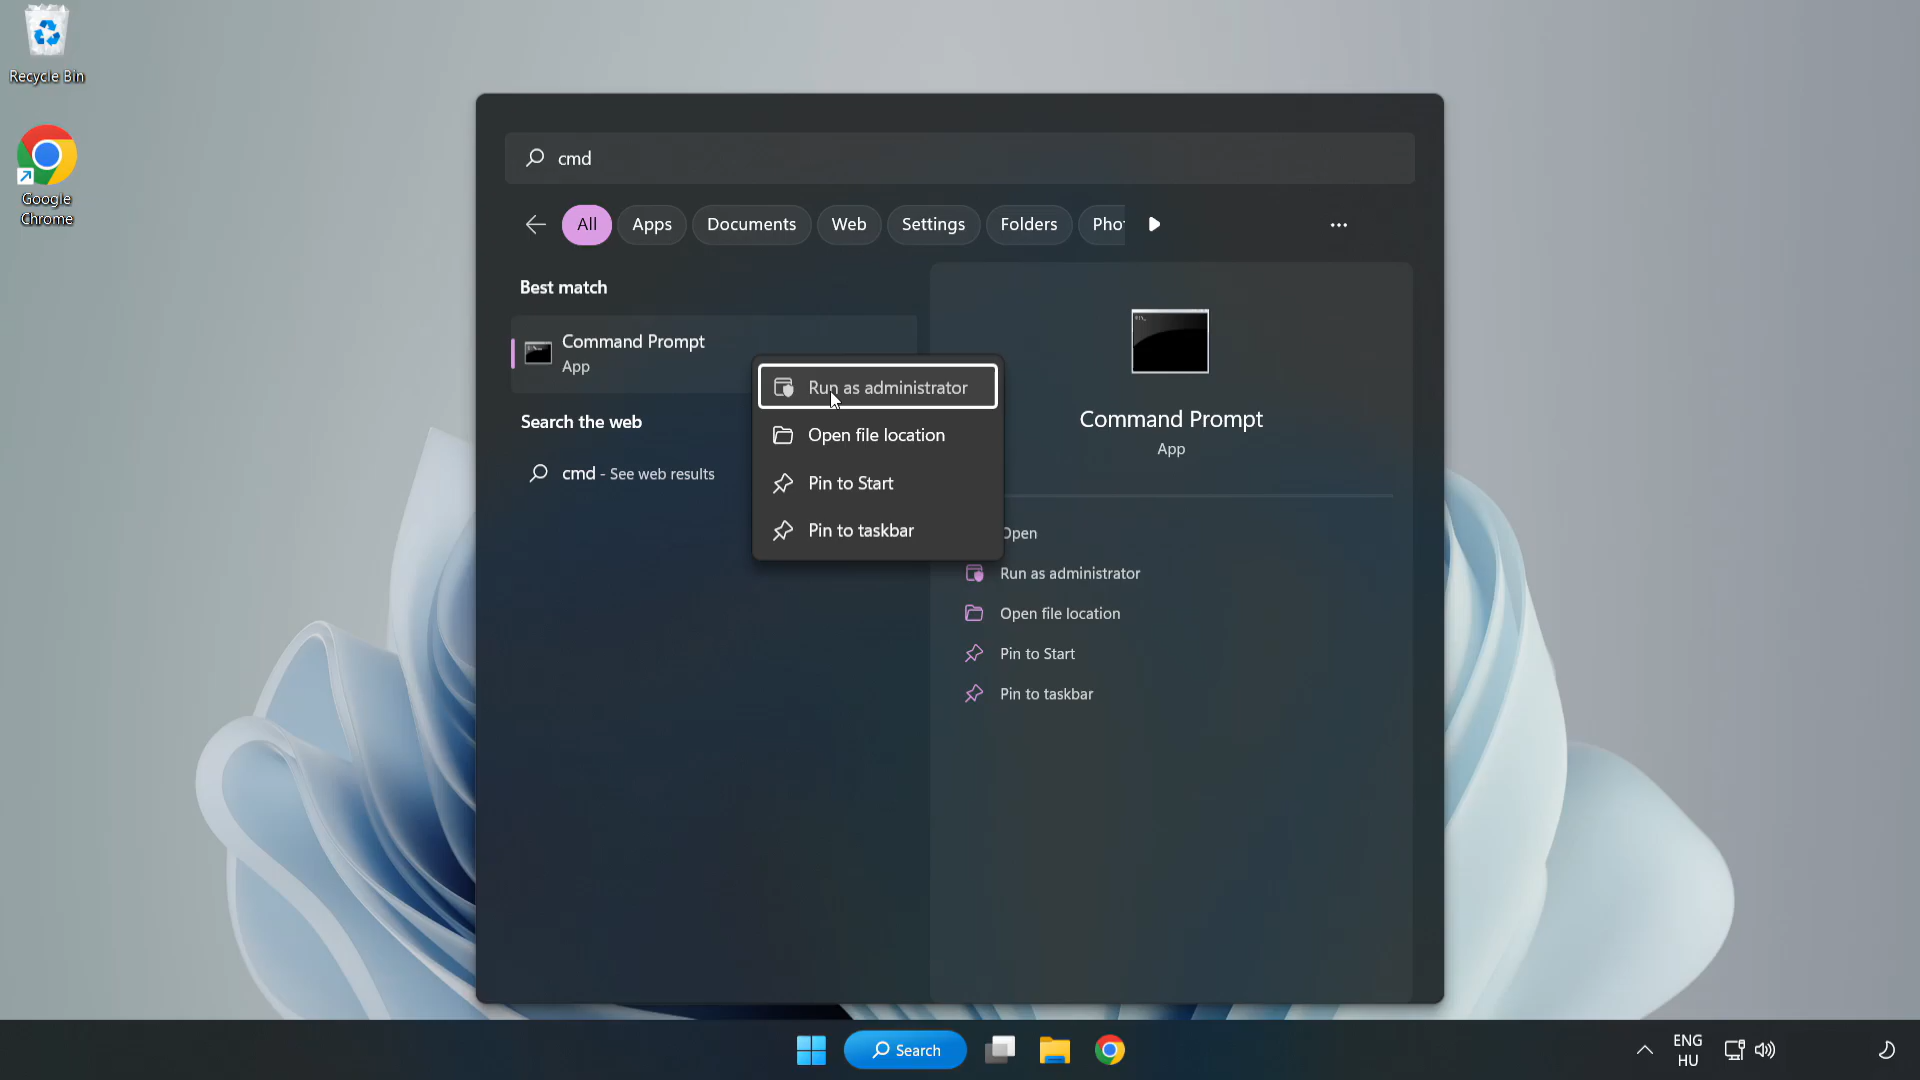 Recycle Bin
Google
Chrome
cmd
All
Apps
Documents
Web
Settings
Folders
Phot
Best match
Command Prompt
App
Search the web
cmd - See web results
Run as administrator
Open file location
Pin to Start
Pin to taskbar
Command Prompt
App
Open
Run as administrator
Open file location
Pin to Start
Pin to taskbar
Search
ENG
HU